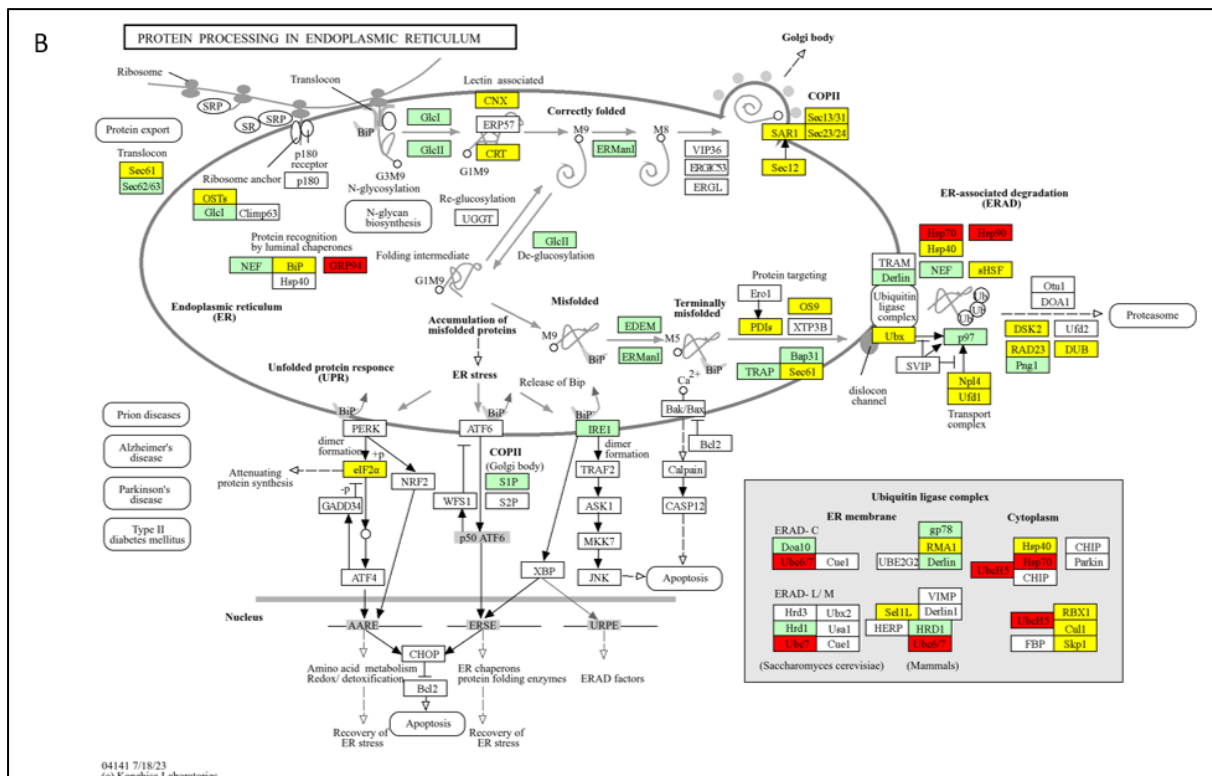 B
PROTEIN PROCESSING IN ENDOPLASMIC RETICULUM
Golgi body
Ribosome
Translocon
Lectin associated
SRP
SR
SRP
Protein export
BiP
GlcI
GlcII
CNX
ERP57
CRT
G1M9
Correctly folded
M9
ERManI
M8
VIP36
ERGIC53
ERGL
COPII
Sec13/31
SAR1
Sec23/24
Sec12
Translocon
Sec61
Sec62/63
p180
receptor
Ribosome anchor
p180
OSTs
GlcI
Climp63
G3M9
N-glycosylation
N-glycan
biosynthesis
Re-glucosylation
UGGT
GlcII
De-glucosylation
Protein recognition
by luminal chaperones
NEF
BiP
GRP94
Hsp40
Folding intermediate
G1M9
Endoplasmic reticulum
(ER)
ER-associated degradation
(ERAD)
Hsp70
Hsp90
Hsp40
TRAM
Derlin
NEF
sHSF
Ubiquitin
ligase
complex
Ub
Ub
Ub
Otu1
DOA1
Proteasome
Ubx
p97
DSK2
Ufd2
RAD23
DUB
Png1
SVIP
dislocon
channel
Npl4
Ufd1
Transport
complex
Protein targeting
Ero1
OS9
PDIs
XTP3B
Bap31
TRAP
Sec61
Accumulation of
misfolded proteins
Misfolded
M9
BiP
EDEM
ERManI
Terminally
misfolded
M5
BiP
Unfolded protein responce
(UPR)
ER stress
Release of Bip
Ca2+
BiP
PERK
BiP
ATF6
BiP
IRE1
Bak/Bax
Bcl2
Prion diseases
Alzheimer's
disease
Parkinson's
disease
Type II
diabetes mellitus
dimer
formation
+p
Attenuating
protein synthesis
eIF2α
-p
GADD34
NRF2
ATF4
COPII
(Golgi body)
S1P
S2P
WFS1
p50 ATF6
dimer
formation
TRAF2
ASK1
MKK7
JNK
XBP
Calpain
CASP12
Apoptosis
Nucleus
AARE
ERSE
URPE
CHOP
Bcl2
Apoptosis
Amino acid metabolism
Redox/ detoxification
ER chaperons
protein folding enzymes
ERAD factors
Recovery of
ER stress
Recovery of
ER stress
Ubiquitin ligase complex
ER membrane
Cytoplasm
ERAD- C
Doa10
Ubc6/7
Cue1
gp78
RMA1
UBE2G2
Derlin
Hsp40
UbcH5
Hsp70
CHIP
CHIP
Parkin
ERAD- L/ M
Hrd3
Ubx2
Hrd1
Usa1
Ubc7
Cue1
VIMP
Sel1L
Derlin1
HERP
HRD1
Ubc6/7
RBX1
UbcH5
Cul1
FBP
Skp1
(Saccharomyces cerevisiae)
(Mammals)
04141 7/18/23
(c) Kanehisa Laboratories